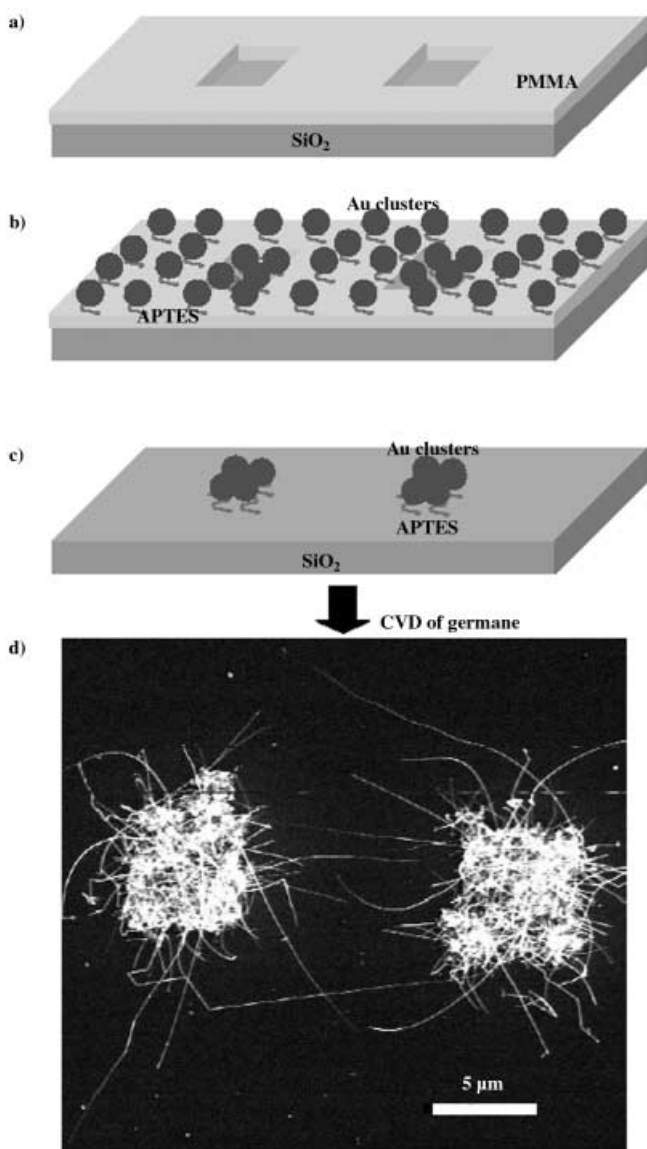 a)
PMMA
SiO₂
b)
Au clusters
APTES
c)
Au clusters
APTES
SiO₂
CVD of germane
d)
5 µm